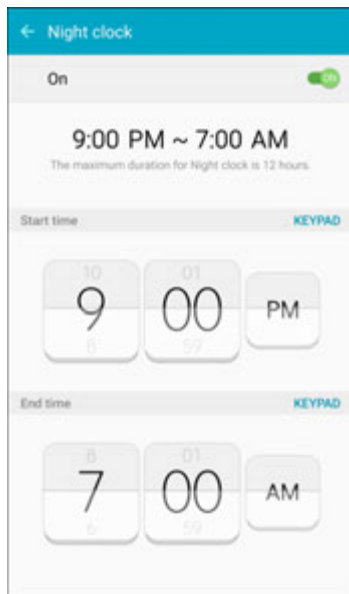 Night clock
On
ON
9:00 PM ~ 7:00 AM
The maximum duration for Night clock is 12 hours.
Start time KEYPAD
10 01
9 00 PM
8 59
End time KEYPAD
8 01
7 00 AM
6 59